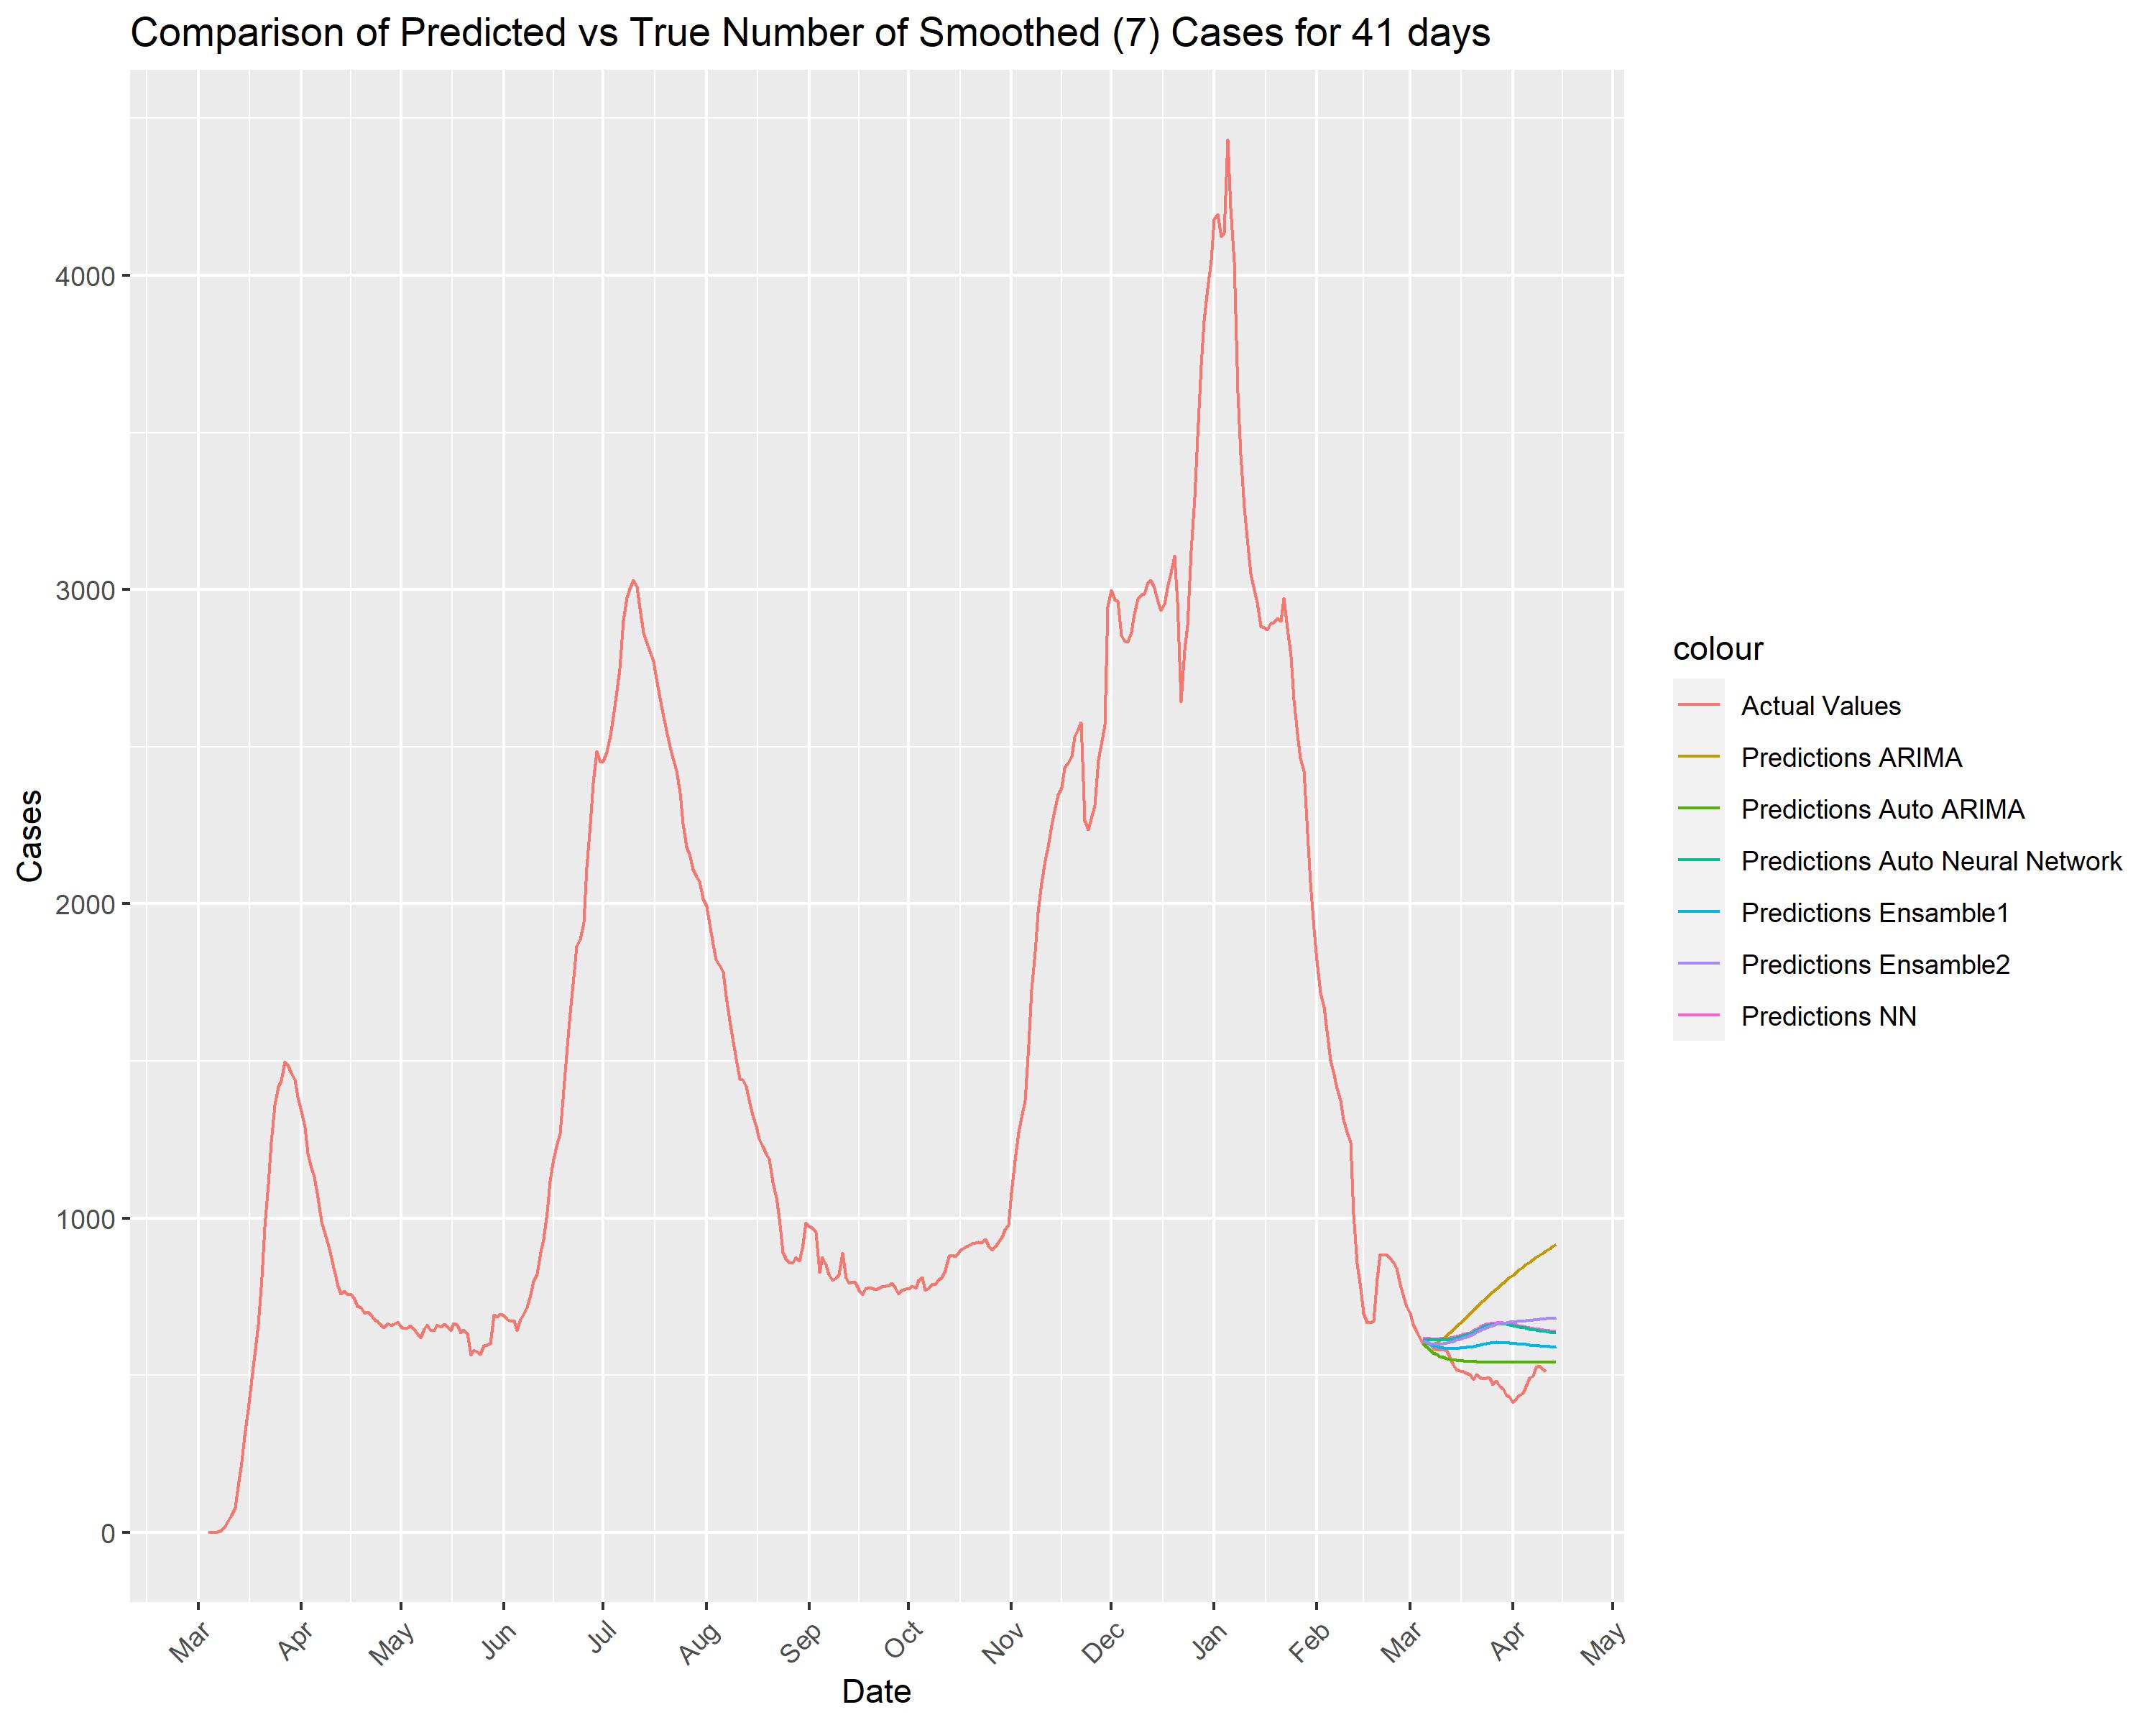 Comparison of Predicted vs True Number of Smoothed (7) Cases for 41 days
Cases
4000
3000
2000
1000
0
Mar
Apr
May
Jun
Jul
Aug
Sep
Oct
Nov
Dec
Jan
Feb
Mar
Apr
May
Date
colour
Actual Values
Predictions ARIMA
Predictions Auto ARIMA
Predictions Auto Neural Network
Predictions Ensamble1
Predictions Ensamble2
Predictions NN